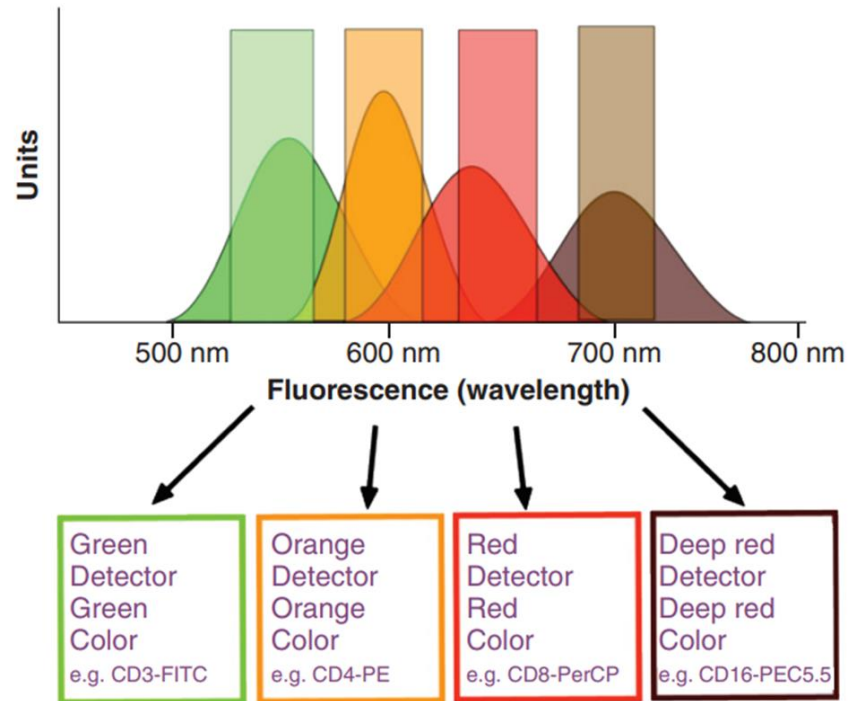 Units
500 nm
600 nm
700 nm
800 nm
Fluorescence (wavelength)
Green
Detector
Green
Color
e.g. CD3-FITC
Orange
Detector
Orange
Color
e.g. CD4-PE
Red
Detector
Red
Color
e.g. CD8-PerCP
Deep red
Detector
Deep red
Color
e.g. CD16-PEC5.5